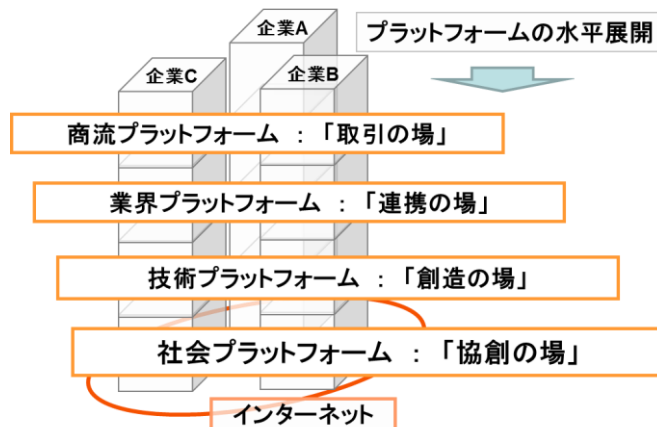 企業A
プラットフォームの水平展開
企業C
企業B
商流プラットフォーム ： 「取引の場」
業界プラットフォーム ： 「連携の場」
技術プラットフォーム ： 「創造の場」
社会プラットフォーム ： 「協創の場」
インターネット